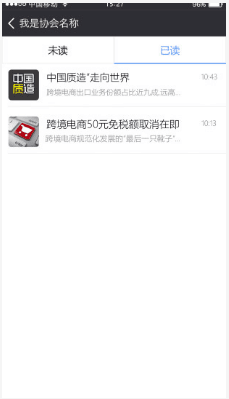 中国移动 15:27 96%
我是协会名称
未读 已读
中国质造
中国质造"走向世界 10:43
跨境电商出口业务份额占比近九成,远高...
跨境电商50元免税额取消在即 10:13
跨境电商规范化发展的"最后一只靴子"...